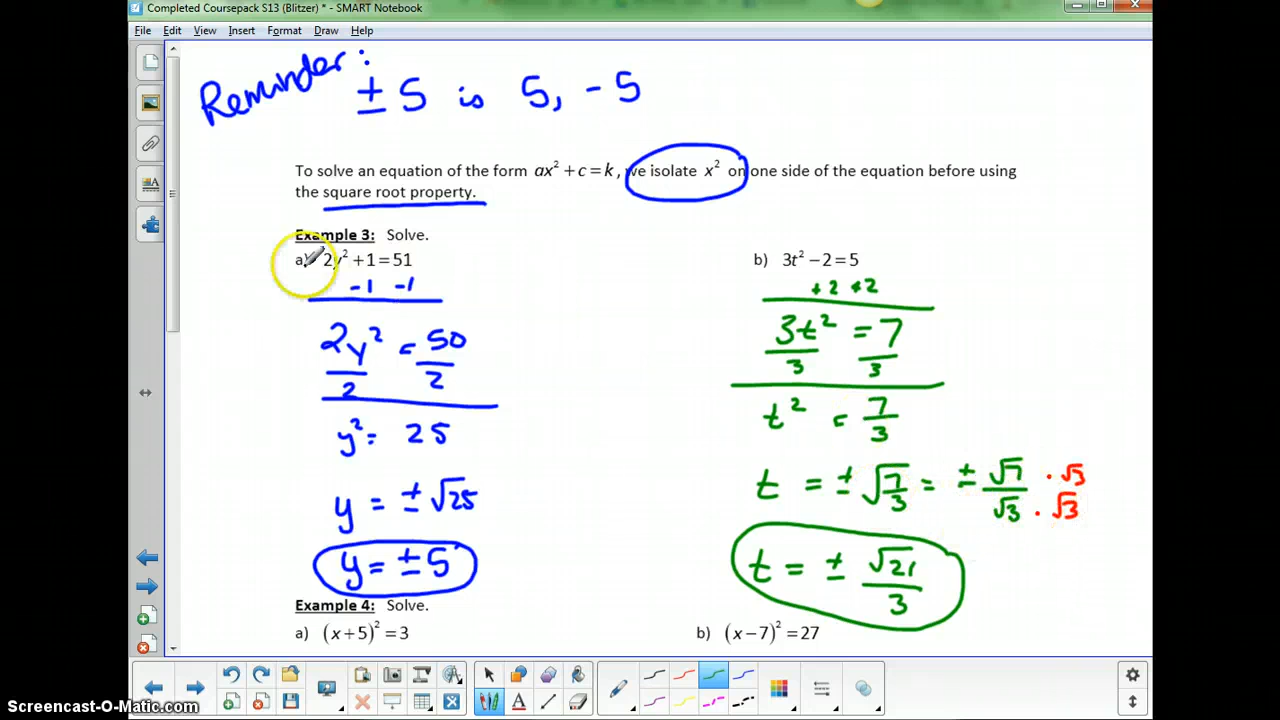 Completed Coursepack S13 (Blitzer) * - SMART Notebook
File Edit View Insert Format Draw Help
Reminder:
± 5 is 5, -5
To solve an equation of the form ax² + c = k, we isolate x² on one side of the equation before using
the square root property.
Example 3: Solve.
a) 2y² + 1 = 51
-1 -1
2y² = 50
2 2
y² = 25
y = ± √25
y = ± 5
b) 3t² − 2 = 5
+2 +2
3t² = 7
3 3
t² = 7/3
t = ± √7/3 = ± √7/√3 · √3 · √3
t = ± √21/3
Example 4: Solve.
a) (x+5)² = 3
b) (x−7)² = 27
A
Screencast-O-Matic.com